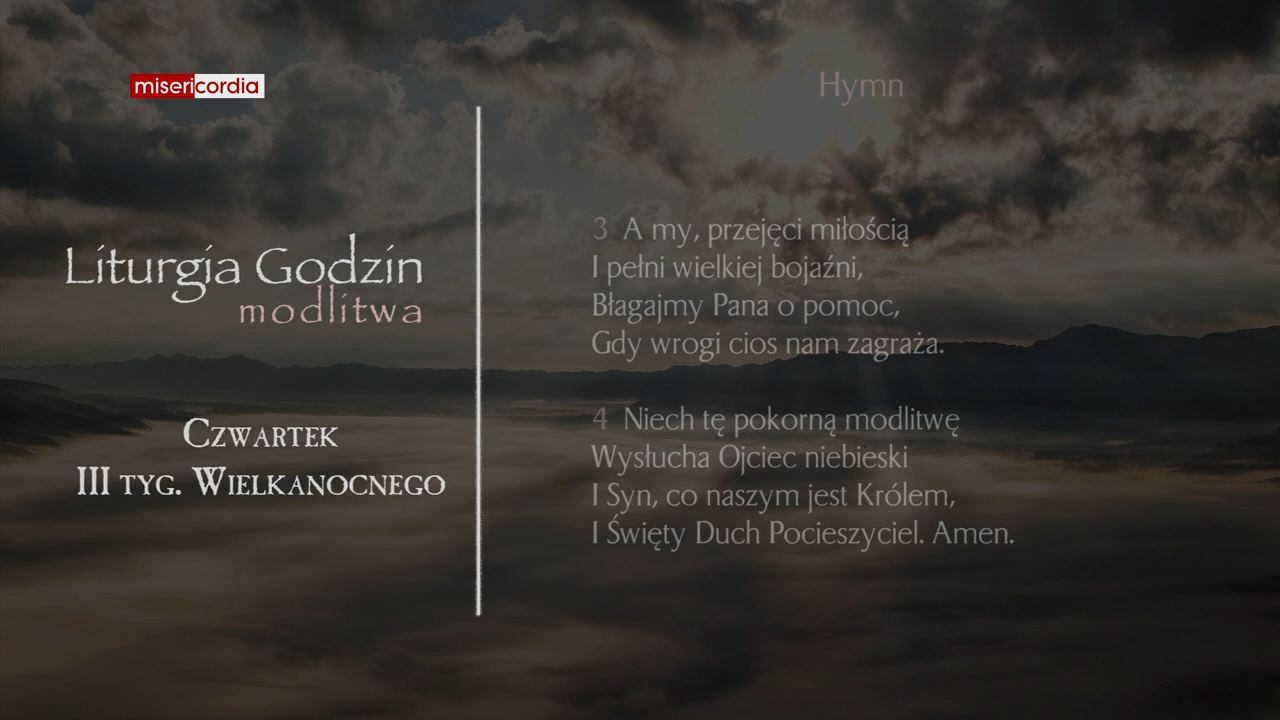 misericordia
Liturgia Godzin
modlitwa
Czwartek
III tyg. Wielkanocnego
Hymn
3 A my, przejęci miłością
I pełni wielkiej bojaźni,
Błagajmy Pana o pomoc,
Gdy wrogi cios nam zagraża.
4 Niech tę pokorną modlitwę
Wysłucha Ojciec niebieski
I Syn, co naszym jest Królem,
I Święty Duch Pocieszyciel. Amen.